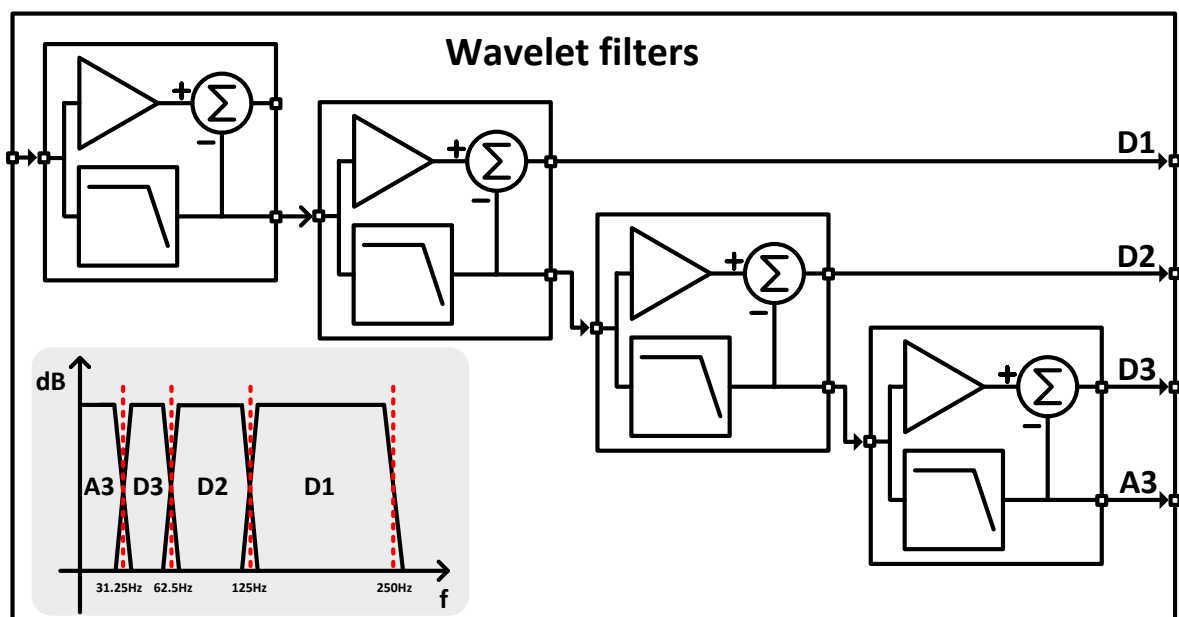 Wavelet filters
+
Σ
−
+
Σ
−
D1
+
Σ
−
D2
+
Σ
−
D3
A3
dB
A3 D3 D2 D1
31.25Hz 62.5Hz 125Hz 250Hz
f